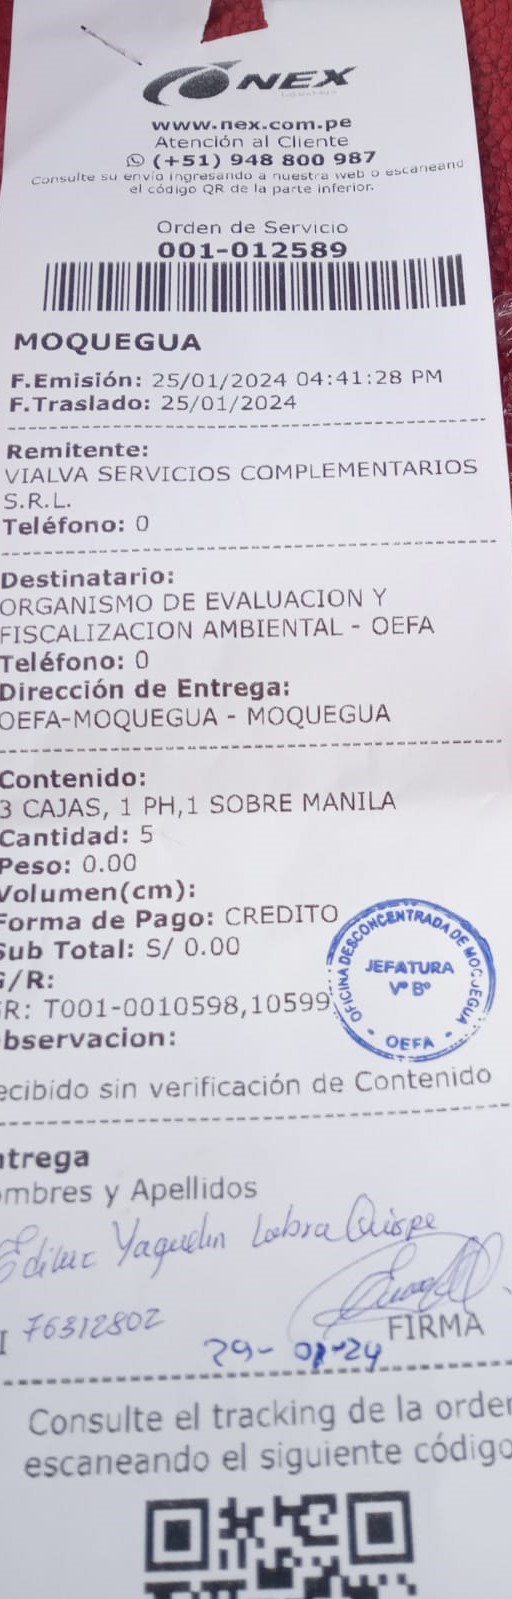 NEX
www.nex.com.pe
Atención al Cliente
(+51) 948 800 987
Consulte su envío ingresando a nuestra web o escaneand
el código QR de la parte inferior.
Orden de Servicio
001-012589
MOQUEGUA
F.Emisión: 25/01/2024 04:41:28 PM
F.Traslado: 25/01/2024
Remitente:
VIALVA SERVICIOS COMPLEMENTARIOS
S.R.L.
Teléfono: 0
Destinatario:
ORGANISMO DE EVALUACION Y
FISCALIZACION AMBIENTAL - OEFA
Teléfono: 0
Dirección de Entrega:
OEFA-MOQUEGUA - MOQUEGUA
Contenido:
3 CAJAS, 1 PH,1 SOBRE MANILA
Cantidad: 5
Peso: 0.00
Volumen(cm):
Forma de Pago: CREDITO
Sub Total: S/ 0.00
G/R:
GR: T001-0010598,10599
bservacion:
OFICINA DESCONCENTRADA DE MOQUEGUA
JEFATURA
V° B°
- OEFA -
ecibido sin verificación de Contenido
ntrega
ombres y Apellidos
Yaquelin Labra Quispe
I 76312802
FIRMA
29-01-24
Consulte el tracking de la orden
escaneando el siguiente código